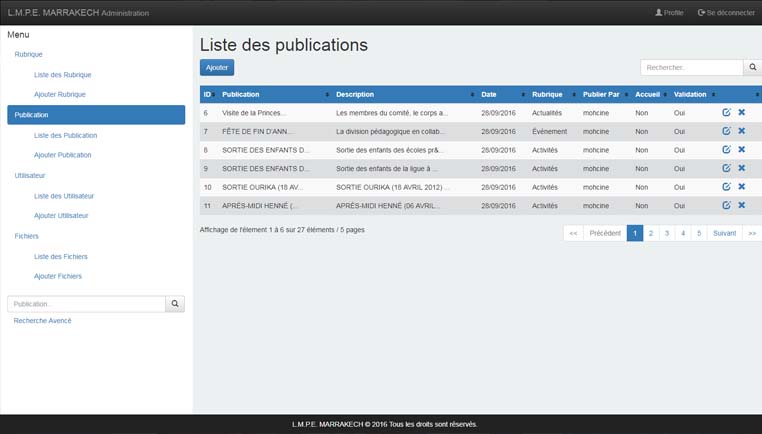 L.M.P.E. MARRAKECH Administration
Profile Se déconnecter
Menu
Rubrique
Liste des Rubrique
Ajouter Rubrique
Publication
Liste des Publication
Ajouter Publication
Utilisateur
Liste des Utilisateur
Ajouter Utilisateur
Fichiers
Liste des Fichiers
Ajouter Fichiers
Publication..
Recherche Avencé
Liste des publications
Ajouter
Rechercher..
ID Publication Description Date Rubrique Publier Par Accueil Validation
6 Visite de la Princes... Les membres du comité, le corps a... 28/09/2016 Actualités mohcine Non Oui
7 FÊTE DE FIN D'ANN... La division pédagogique en collab... 28/09/2016 Événement mohcine Non Oui
8 SORTIE DES ENFANTS D... Sortie des enfants des écoles pr&... 28/09/2016 Activités mohcine Non Oui
9 SORTIE DES ENFANTS D... Sortie des enfants de la ligue à ... 28/09/2016 Activités mohcine Non Oui
10 SORTIE OURIKA (18 AV... SORTIE OURIKA (18 AVRIL 2012) ... 28/09/2016 Activités mohcine Non Oui
11 APRÈS-MIDI HENNÉ (... APRÈS-MIDI HENNÉ (06 AVRIL... 28/09/2016 Activités mohcine Non Oui
Affichage de l'élement 1 à 6 sur 27 éléments / 5 pages
<< Précédent 1 2 3 4 5 Suivant >>
L.M.P.E. MARRAKECH © 2016 Tous les droits sont réservés.